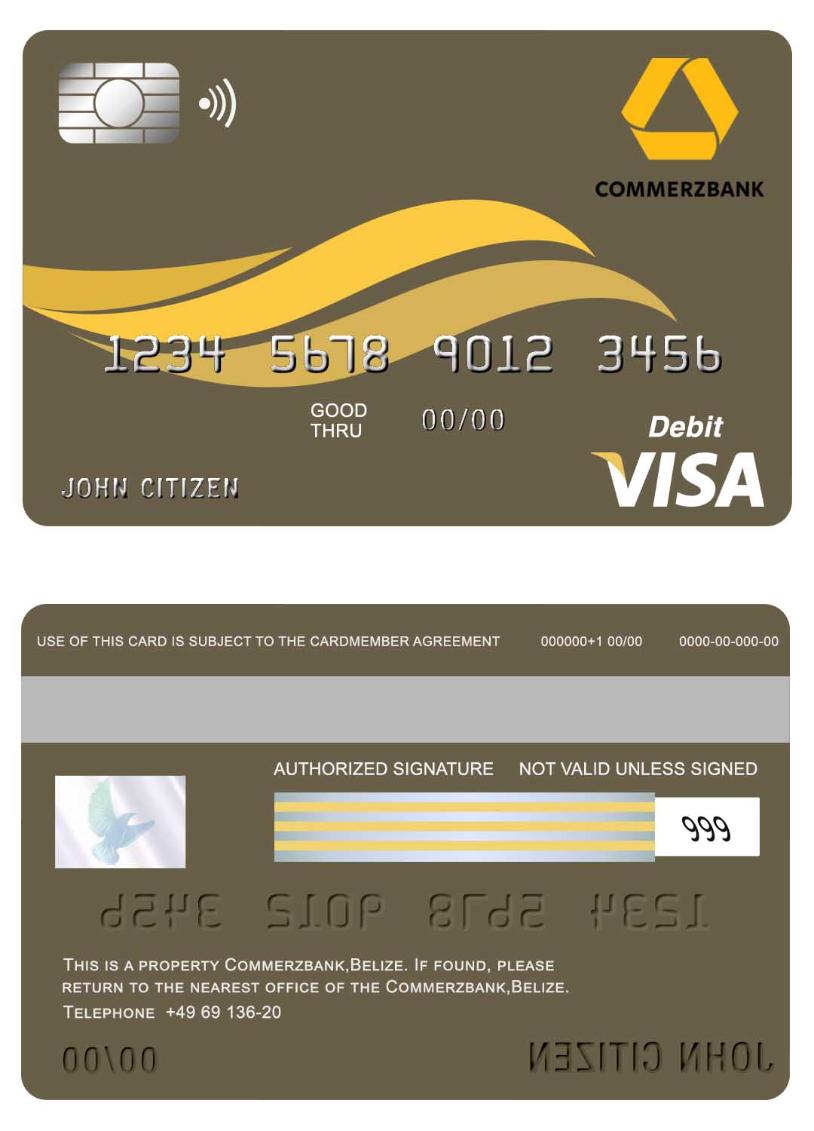 COMMERZBANK
1234 5678 9012 3456
GOOD THRU 00/00
Debit
VISA
JOHN CITIZEN
USE OF THIS CARD IS SUBJECT TO THE CARDMEMBER AGREEMENT 000000+1 00/00 0000-00-000-00
AUTHORIZED SIGNATURE NOT VALID UNLESS SIGNED
999
1234 5678 9012 3456
THIS IS A PROPERTY COMMERZBANK,BELIZE. IF FOUND, PLEASE
RETURN TO THE NEAREST OFFICE OF THE COMMERZBANK,BELIZE.
TELEPHONE +49 69 136-20
00/00 JOHN CITIZEN